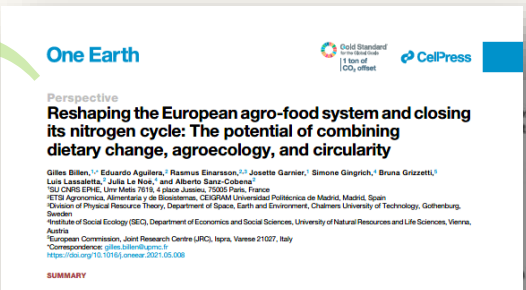 One Earth
Gold Standard
for the Global Goals
1 ton of
CO₂ offset
CellPress
Perspective
Reshaping the European agro-food system and closing
its nitrogen cycle: The potential of combining
dietary change, agroecology, and circularity
Gilles Billen,¹,* Eduardo Aguilera,² Rasmus Einarsson,²,³ Josette Garnier,¹ Simone Gingrich,⁴ Bruna Grizzetti,⁵
Luis Lassaletta,² Julia Le Noë,⁴ and Alberto Sanz-Cobena²
¹SU CNRS EPHE, Umr Metis 7619, 4 place Jussieu, 75005 Paris, France
²ETSI Agronomica, Alimentaria y de Biosistemas, CEIGRAM Universidad Politécnica de Madrid, Madrid, Spain
³Division of Physical Resource Theory, Department of Space, Earth and Environment, Chalmers University of Technology, Gothenburg,
Sweden
⁴Institute of Social Ecology (SEC), Department of Economics and Social Sciences, University of Natural Resources and Life Sciences, Vienna,
Austria
⁵European Commission, Joint Research Centre (JRC), Ispra, Varese 21027, Italy
*Correspondence: gilles.billen@upmc.fr
https://doi.org/10.1016/j.oneear.2021.05.008
SUMMARY